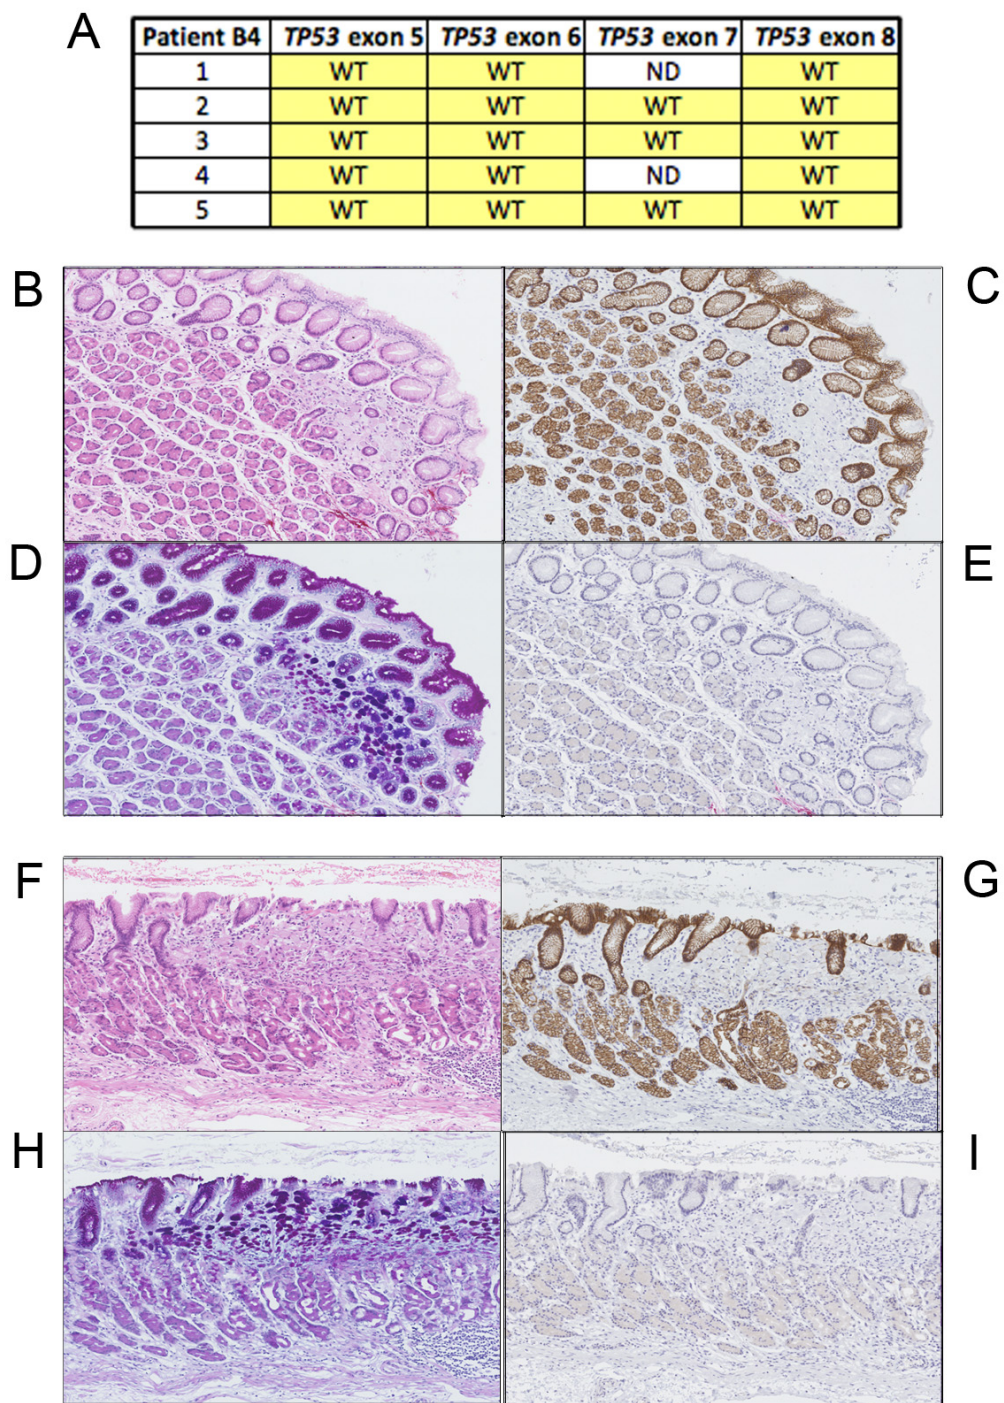 A
Patient B4 TP53 exon 5 TP53 exon 6 TP53 exon 7 TP53 exon 8
1 WT WT ND WT
2 WT WT WT WT
3 WT WT WT WT
4 WT WT ND WT
5 WT WT WT WT
B C
D E
F G
H I